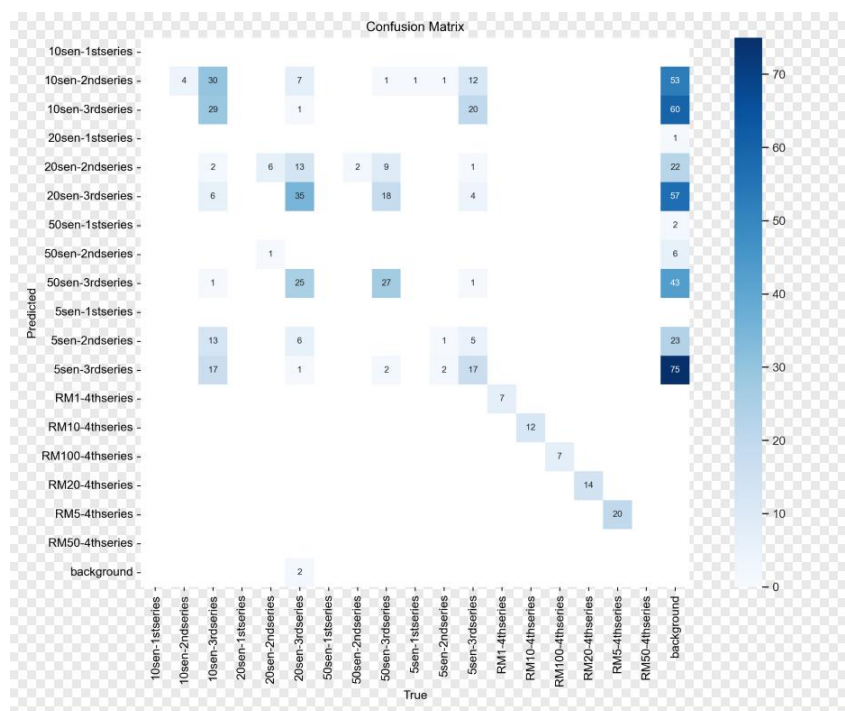 Confusion Matrix
10sen-1stseries
10sen-2ndseries 4 30 7 1 1 1 12 53
10sen-3rdseries 29 1 20 60
20sen-1stseries 1
20sen-2ndseries 2 6 13 2 9 1 22
20sen-3rdseries 6 35 18 4 57
50sen-1stseries 2
50sen-2ndseries 1 6
50sen-3rdseries 1 25 27 1 43
5sen-1stseries
5sen-2ndseries 13 6 1 5 23
5sen-3rdseries 17 1 2 2 17 75
RM1-4thseries 7
RM10-4thseries 12
RM100-4thseries 7
RM20-4thseries 14
RM5-4thseries 20
RM50-4thseries
background 2
Predicted
10sen-1stseries
10sen-2ndseries
10sen-3rdseries
20sen-1stseries
20sen-2ndseries
20sen-3rdseries
50sen-1stseries
50sen-2ndseries
50sen-3rdseries
5sen-1stseries
5sen-2ndseries
5sen-3rdseries
RM1-4thseries
RM10-4thseries
RM100-4thseries
RM20-4thseries
RM5-4thseries
RM50-4thseries
background
True
70
60
50
40
30
20
10
0